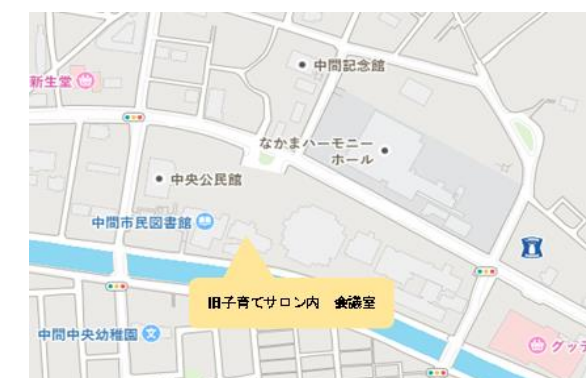 中間記念館
新生堂
なかまハーモニー
ホール
中央公民館
中間市民図書館
旧子育てサロン内 会議室
中間中央幼稚園
グッデ